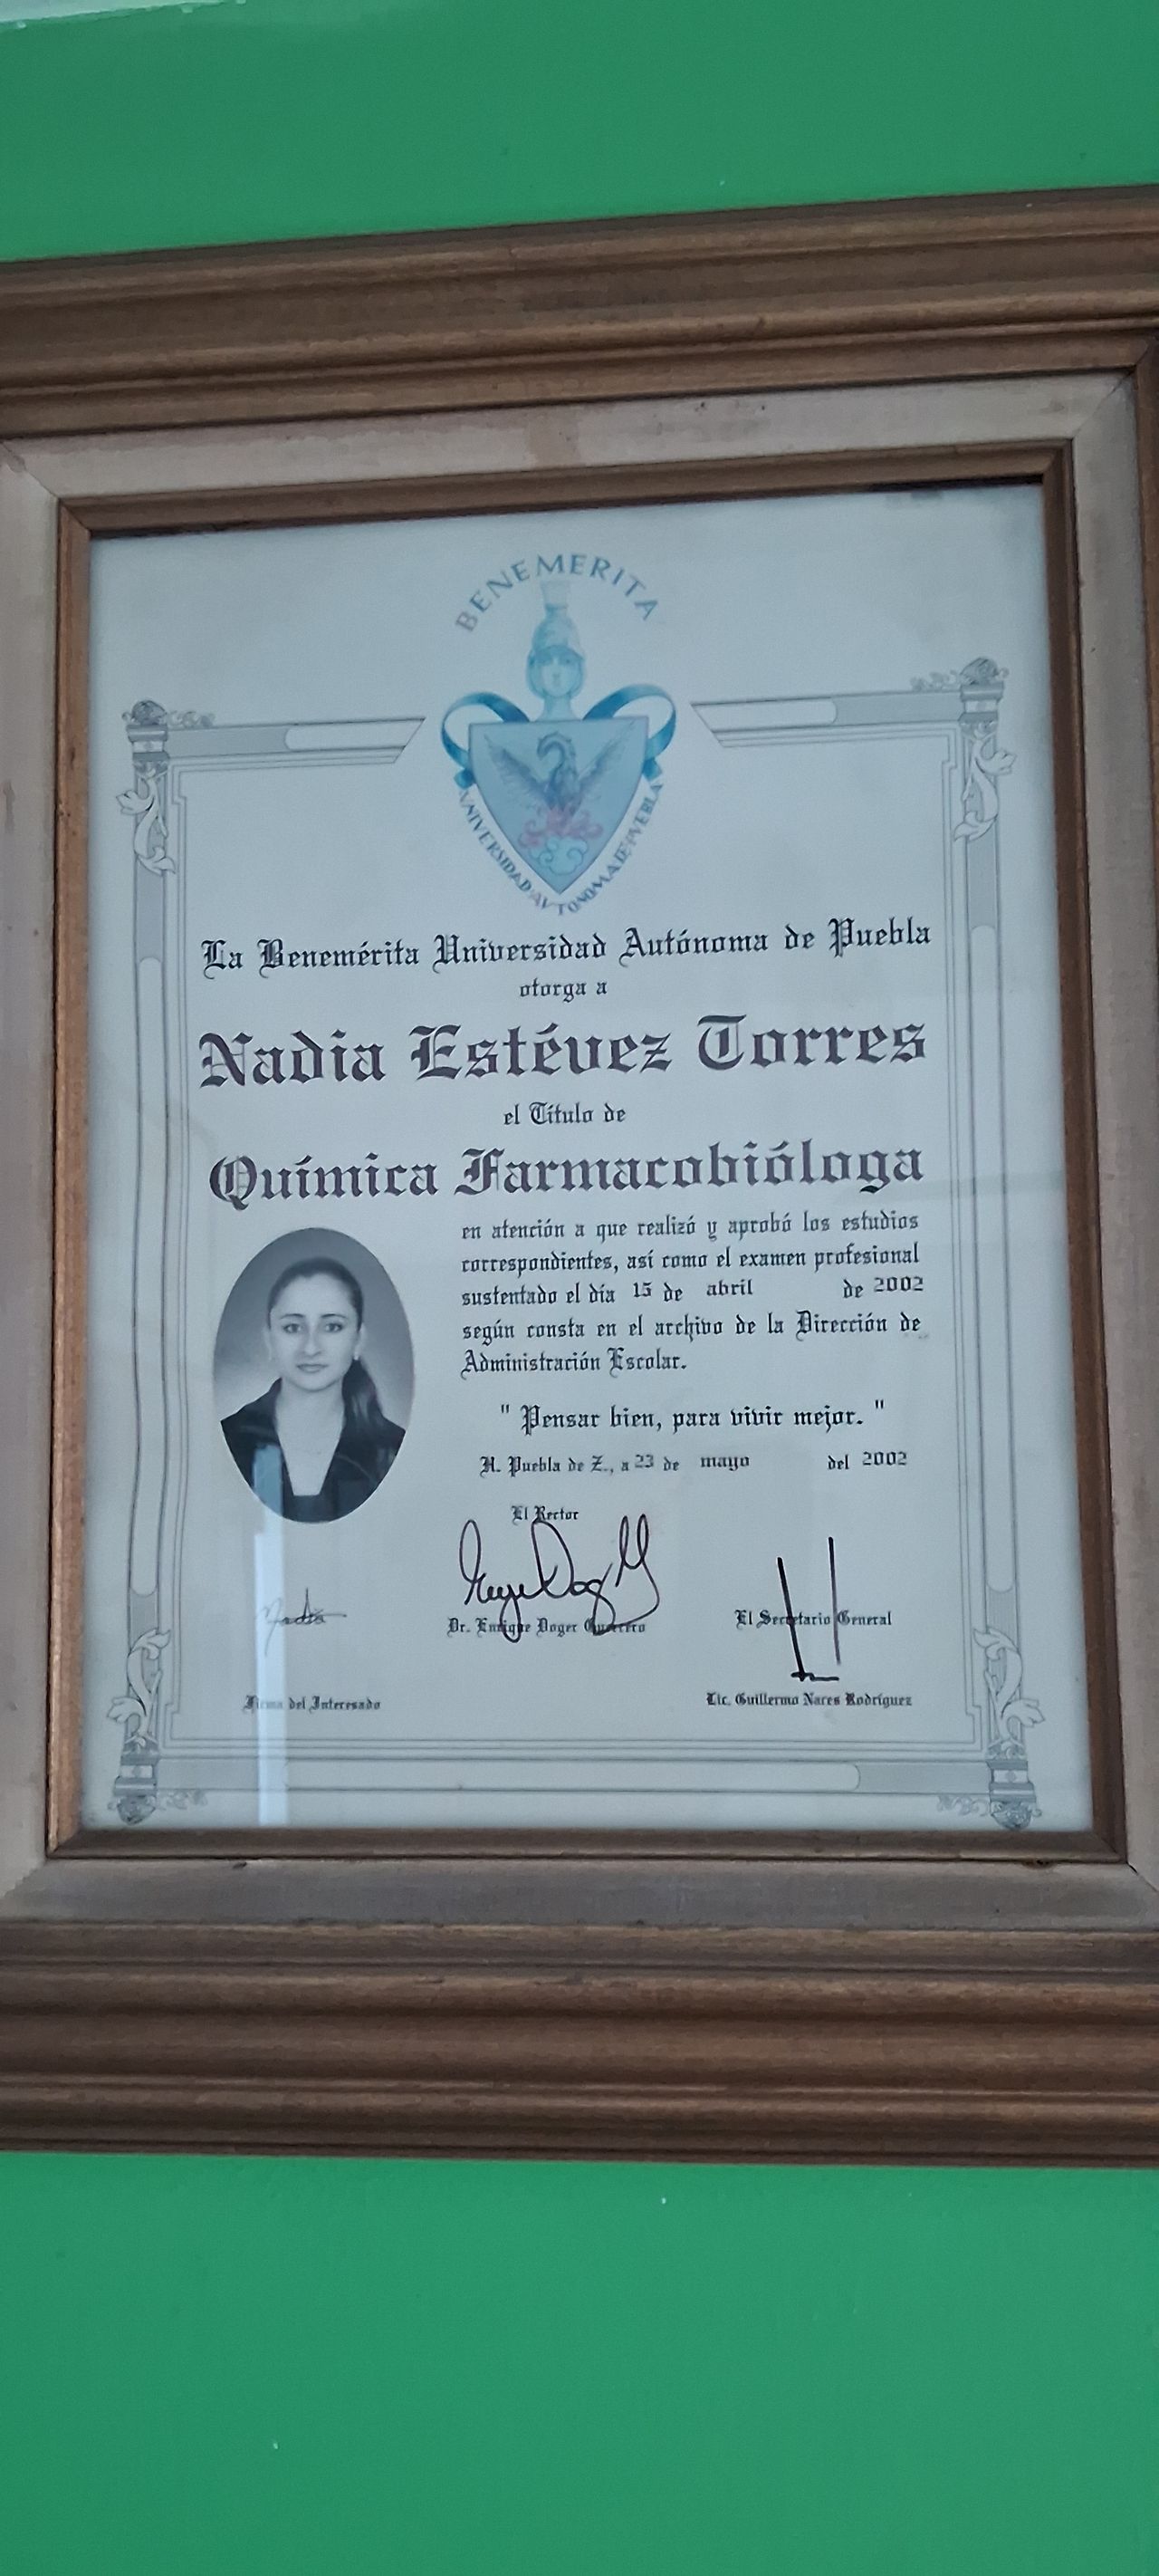 BENEMERITA
UNIVERSIDAD AUTONOMA DE PUEBLA
La Benemérita Universidad Autónoma de Puebla
otorga a
Nadia Estévez Torres
el Título de
Química Farmacobióloga
en atención a que realizó y aprobó los estudios
correspondientes, así como el examen profesional
sustentado el día 15 de abril de 2002
según consta en el archivo de la Dirección de
Administración Escolar.
" Pensar bien, para vivir mejor. "
H. Puebla de Z., a 23 de mayo del 2002
El Rector
Nadia
Dr. Enrique Doger Guerrero
El Secretario General
Firma del Interesado
Lic. Guillermo Nares Rodríguez